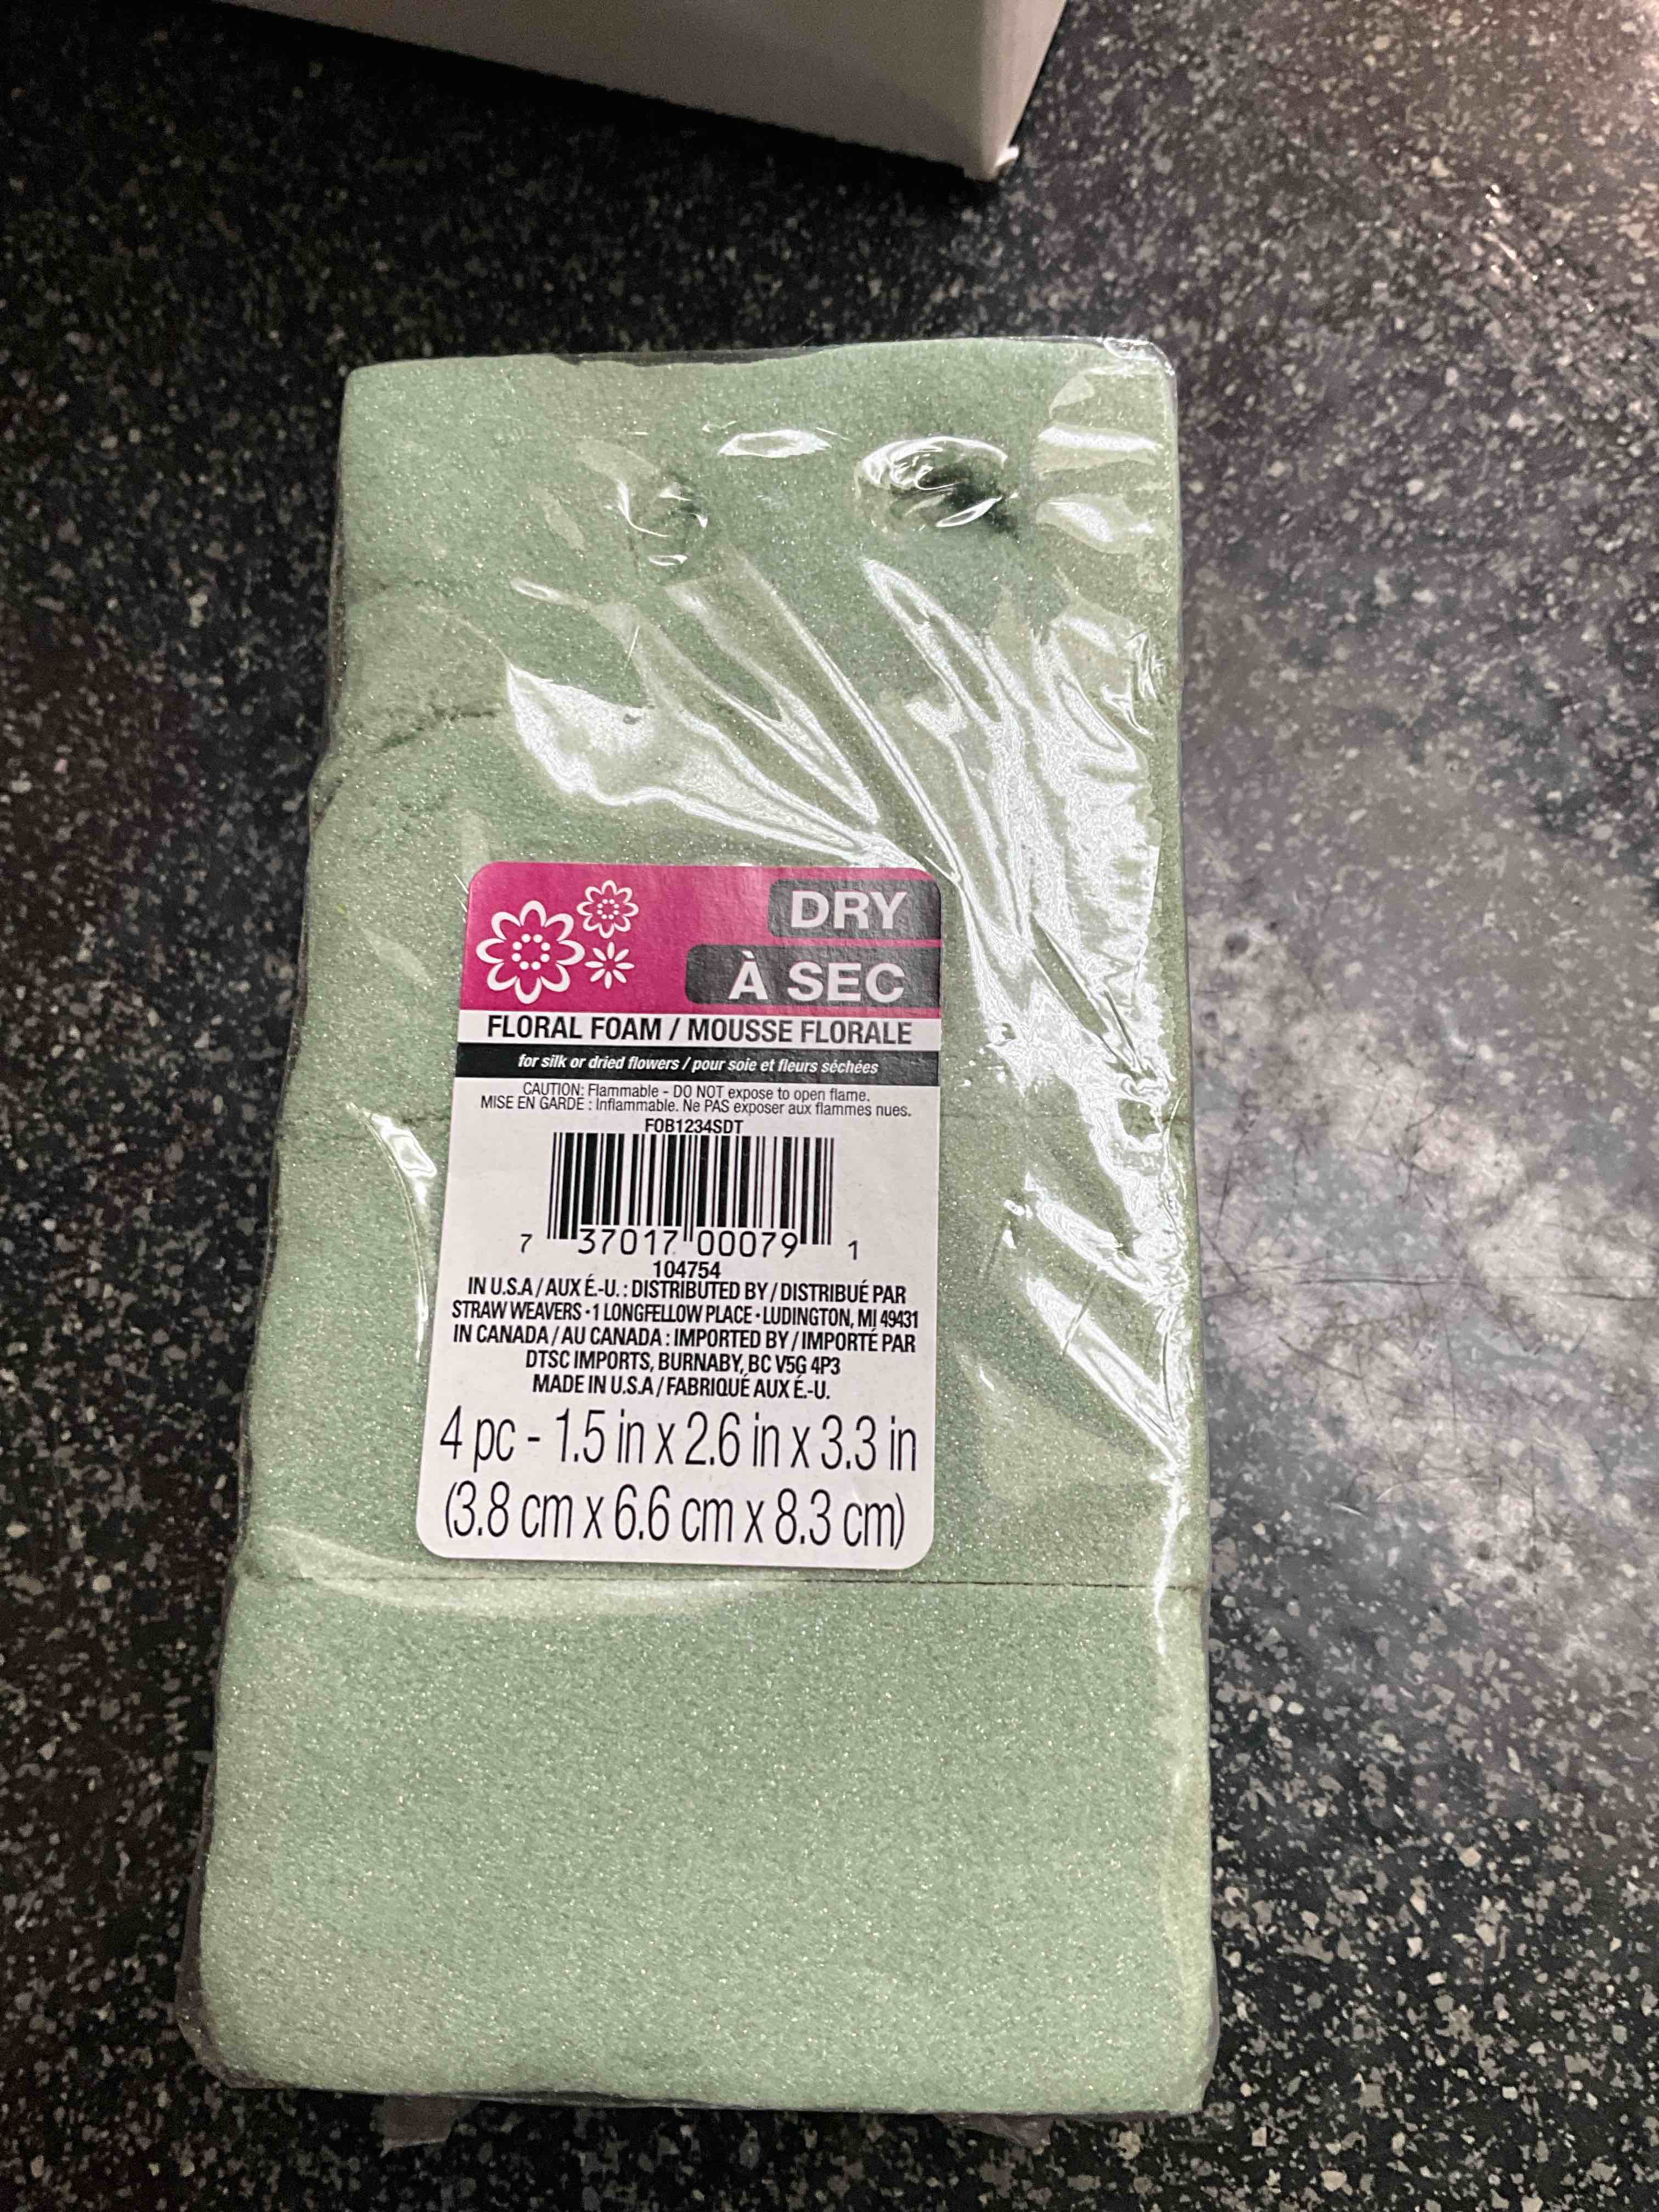 DRY
À SEC
FLORAL FOAM / MOUSSE FLORALE
for silk or dried flowers / pour soie et fleurs séchées
CAUTION: Flammable - DO NOT expose to open flame.
MISE EN GARDE : Inflammable. Ne PAS exposer aux flammes nues.
FOB1234SDT
7 37017 00079 1
104754
IN U.S.A / AUX É.-U. : DISTRIBUTED BY / DISTRIBUÉ PAR
STRAW WEAVERS • 1 LONGFELLOW PLACE • LUDINGTON, MI 49431
IN CANADA / AU CANADA : IMPORTED BY / IMPORTÉ PAR
DTSC IMPORTS, BURNABY, BC V5G 4P3
MADE IN U.S.A / FABRIQUÉ AUX É.-U.
4 pc - 1.5 in x 2.6 in x 3.3 in
(3.8 cm x 6.6 cm x 8.3 cm)